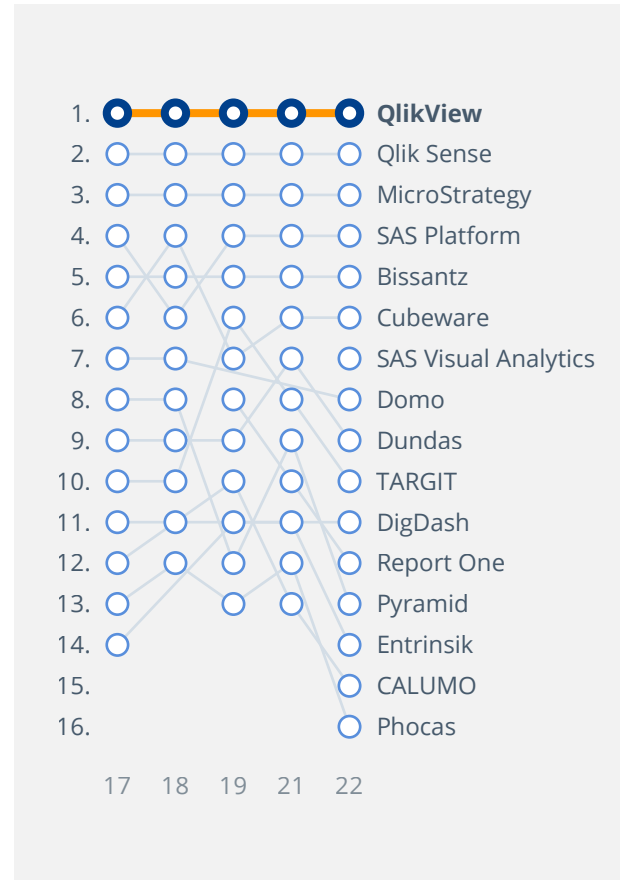 1. QlikView
2. Qlik Sense
3. MicroStrategy
4. SAS Platform
5. Bissantz
6. Cubeware
7. SAS Visual Analytics
8. Domo
9. Dundas
10. TARGIT
11. DigDash
12. Report One
13. Pyramid
14. Entrinsik
15. CALUMO
16. Phocas
17 18 19 21 22